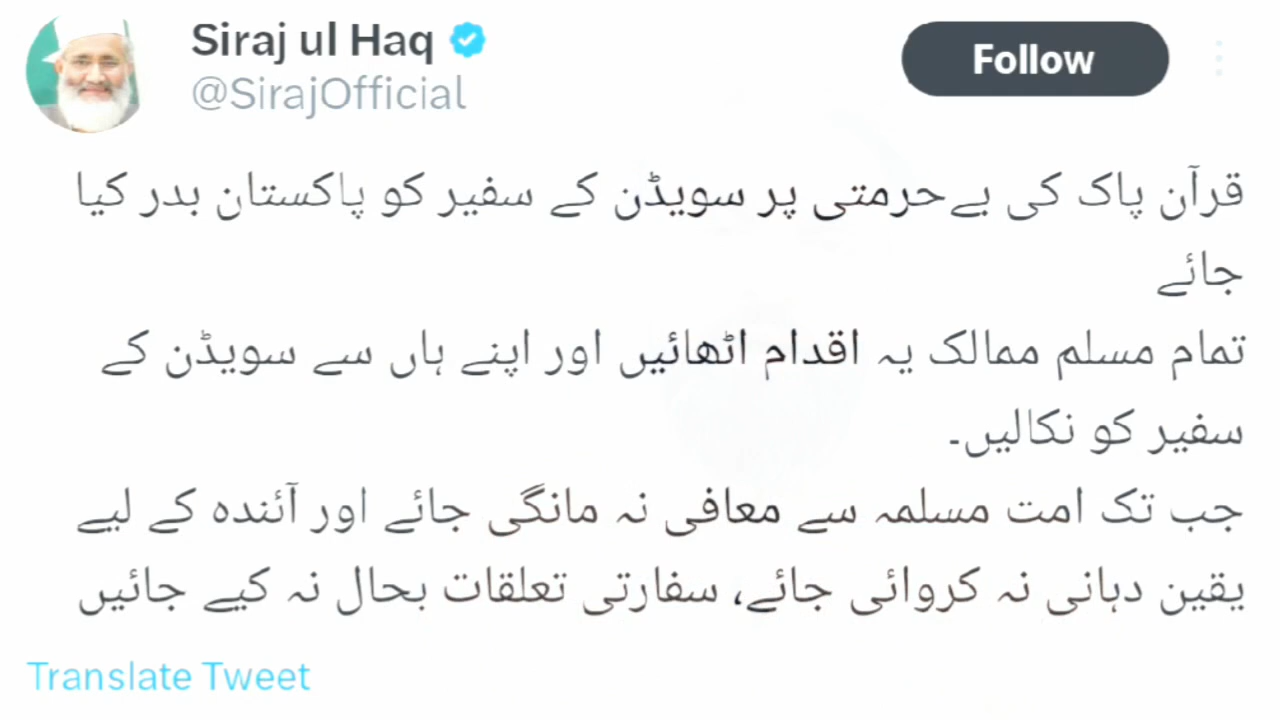 Siraj ul Haq
@SirajOfficial
Follow
قرآن پاک کی بےحرمتی پر سویڈن کے سفیر کو پاکستان بدر کیا
جائے
تمام مسلم ممالک یہ اقدام اٹھائیں اور اپنے ہاں سے سویڈن کے
سفیر کو نکالیں۔
جب تک امت مسلمہ سے معافی نہ مانگی جائے اور آئندہ کے لیے
یقین دہانی نہ کروائی جائے، سفارتی تعلقات بحال نہ کیے جائیں
Translate Tweet